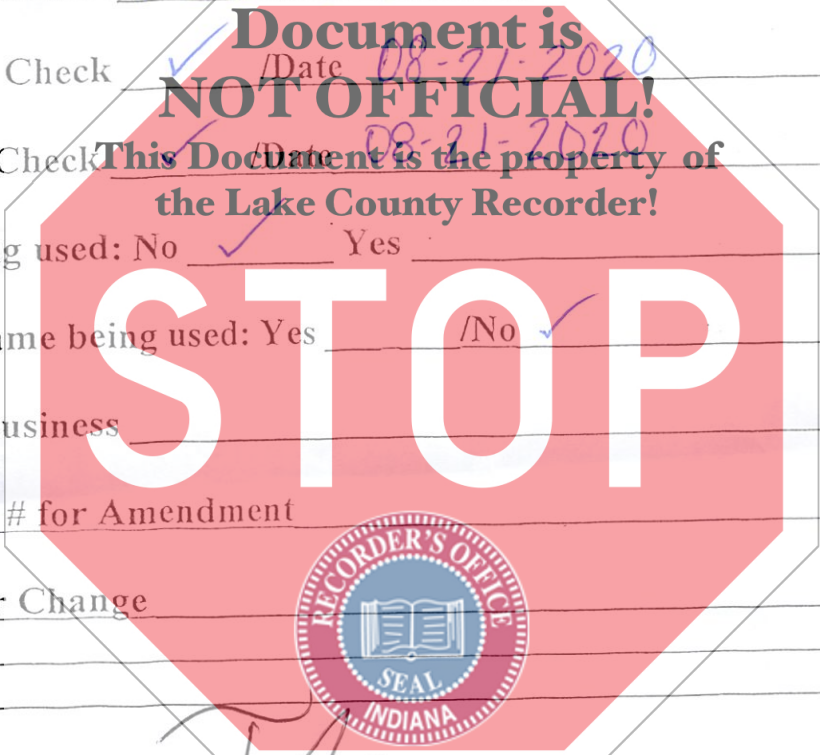 Document is
Check ✓ /Date 08-21-2020
NOT OFFICIAL!
Check ✓ /Date 08-21-2020
This Document is the property of
the Lake County Recorder!
g used: No ✓ Yes
me being used: Yes /No ✓
STOP
usiness
# for Amendment
Change
RECORDER'S OFFICE
SEAL
INDIANA